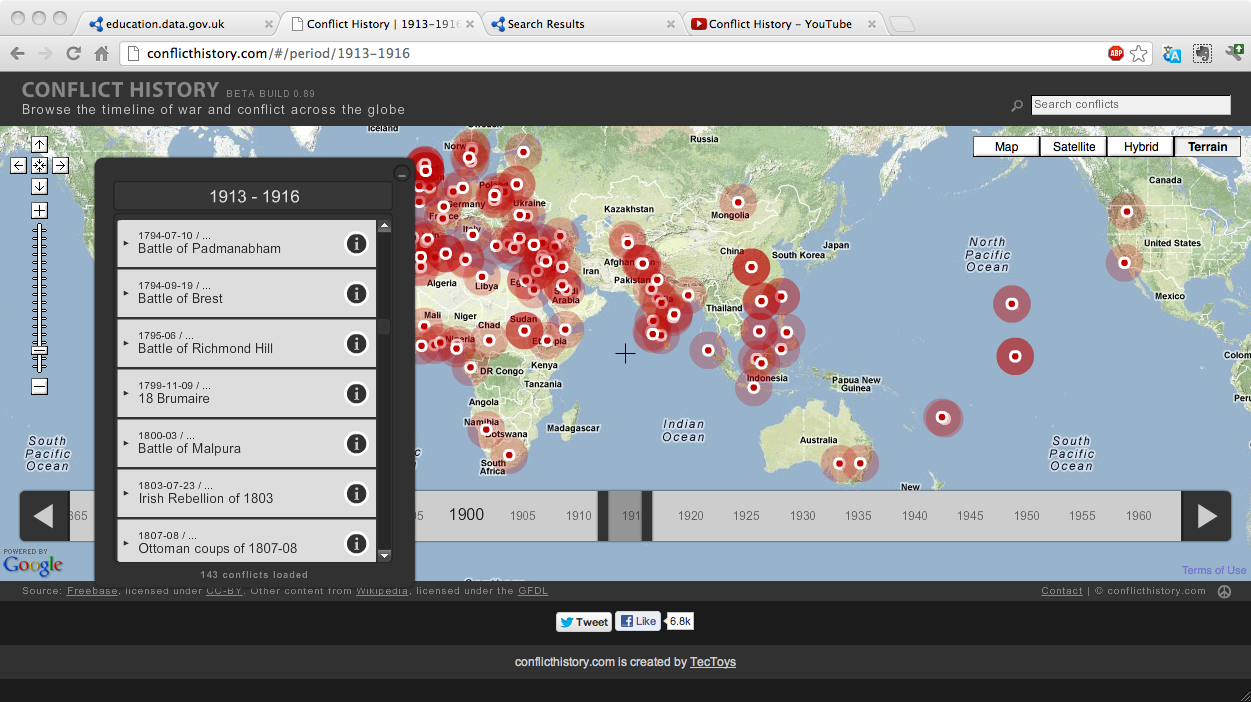 education.data.gov.uk
Conflict History | 1913-1916
Search Results
Conflict History - YouTube
conflicthistory.com/#/period/1913-1916
ABP
CONFLICT HISTORY BETA BUILD 0.89
Browse the timeline of war and conflict across the globe
Search conflicts
Map
Satellite
Hybrid
Terrain
Iceland
Russia
Canada
Ukraine
Germany
France
Kazakhstan
Mongolia
North
Pacific
Ocean
United States
China
South Korea
Japan
Iran
Pakistan
Algeria
Libya
Mexico
Thailand
Mali
Niger
Chad
Sudan
Nigeria
Ethiopia
Kenya
DR Congo
Tanzania
Indonesia
Papua New
Guinea
Angola
Namibia
Botswana
Madagascar
Indian
Ocean
Australia
South
Africa
South
Pacific
Ocean
South
Pacific
Ocean
New
1913 - 1916
1794-07-10 / ...
Battle of Padmanabham
1794-09-19 / ...
Battle of Brest
1795-06 / ...
Battle of Richmond Hill
1799-11-09 / ...
18 Brumaire
1800-03 / ...
Battle of Malpura
1803-07-23 / ...
Irish Rebellion of 1803
1807-08 / ...
Ottoman coups of 1807-08
143 conflicts loaded
365
1900
1905
1910
191
1920
1925
1930
1935
1940
1945
1950
1955
1960
POWERED BY
Google
Terms of Use
Source: Freebase, licensed under CC-BY. Other content from Wikipedia, licensed under the GFDL
Contact | © conflicthistory.com
Tweet
Like
6.8k
conflicthistory.com is created by TecToys